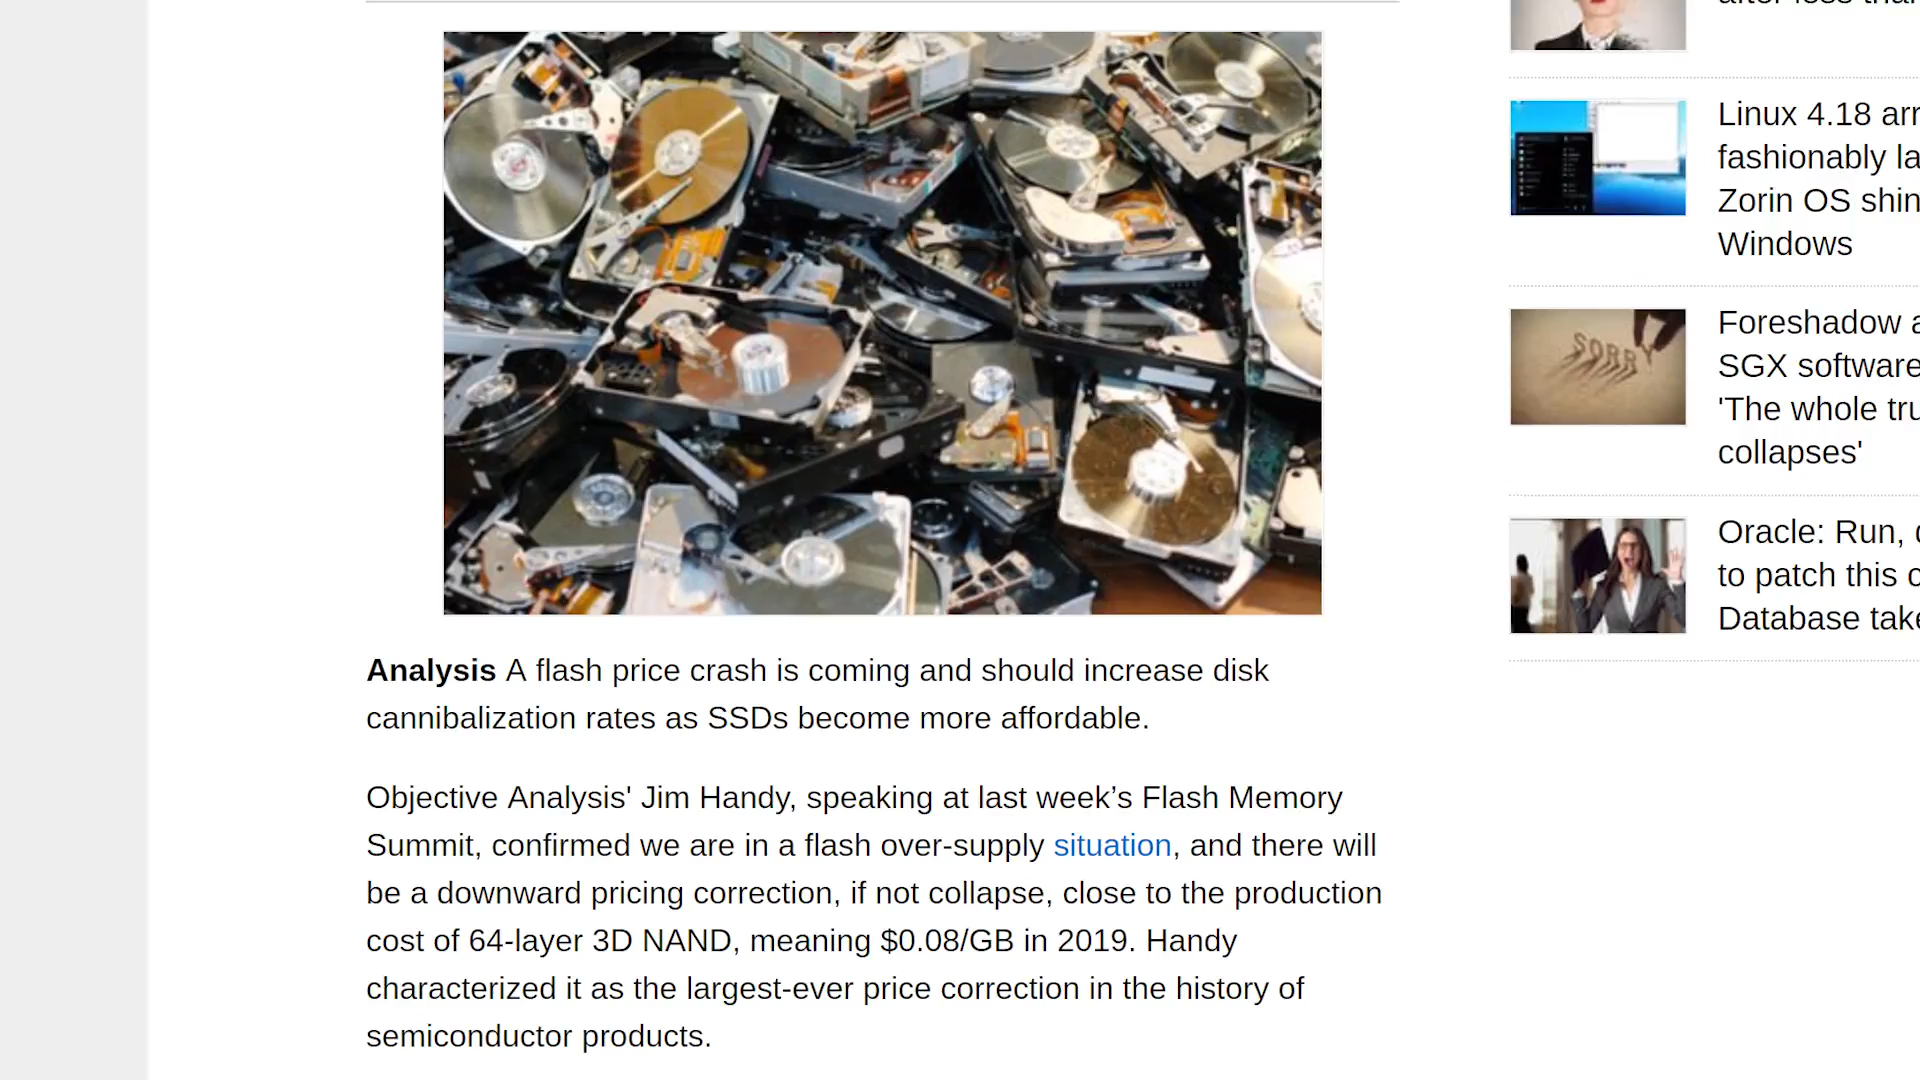 Analysis A flash price crash is coming and should increase disk
cannibalization rates as SSDs become more affordable.
Objective Analysis' Jim Handy, speaking at last week’s Flash Memory
Summit, confirmed we are in a flash over-supply situation, and there will
be a downward pricing correction, if not collapse, close to the production
cost of 64-layer 3D NAND, meaning $0.08/GB in 2019. Handy
characterized it as the largest-ever price correction in the history of
semiconductor products.
Linux 4.18
fashionably
Zorin OS
Windows
Foreshadow
SGX software
'The whole
collapses'
SORRY
Oracle: Run,
to patch this
Database